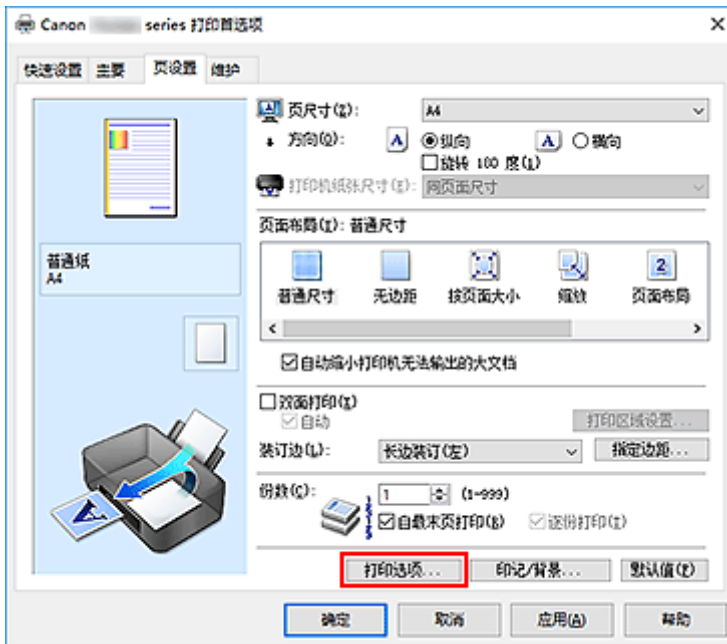 Canon series 打印首选项
快速设置 主要 页设置 维护
页尺寸(Z): A4
方向(O): A 纵向 A 横向
旋转 180 度(1)
打印机纸张尺寸(E): 同页面尺寸
页面布局(I): 普通尺寸
普通纸
A4
普通尺寸 无边距 按页面大小 缩放 页面布局
自动缩小打印机无法输出的大文档
双面打印(X)
自动 打印区域设置...
装订边(L): 长边装订(左) 指定边距...
份数(C): 1 (1-999)
自最末页打印(B) 逐份打印(T)
打印选项... 印记/背景... 默认值(F)
确定 取消 应用(A) 帮助